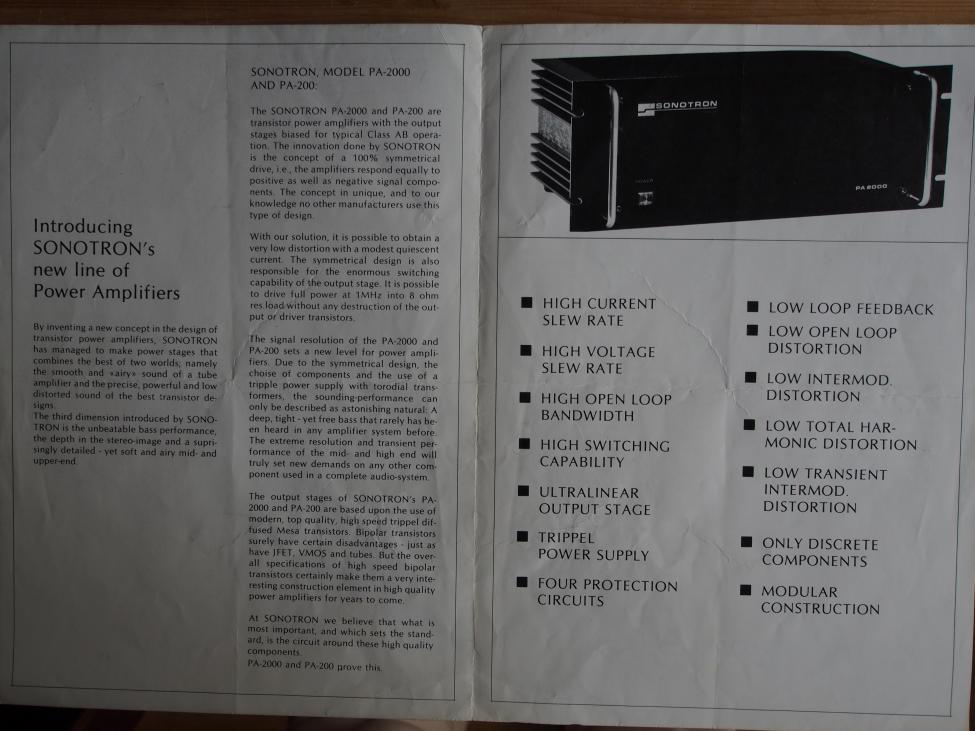 Introducing
SONOTRON's
new line of
Power Amplifiers
By inventing a new concept in the design of
transistor power amplifiers, SONOTRON
has managed to make power stages that
combines the best of two worlds; namely
the smooth and «airy» sound of a tube
amplifier and the precise, powerful and low
distorted sound of the best transistor de-
signs.
The third dimension introduced by SONO-
TRON is the unbeatable bass performance,
the depth in the stereo-image and a supri-
singly detailed - yet soft and airy mid- and
upper-end.
SONOTRON, MODEL PA-2000
AND PA-200:
The SONOTRON PA-2000 and PA-200 are
transistor power amplifiers with the output
stages biased for typical Class AB opera-
tion. The innovation done by SONOTRON
is the concept of a 100% symmetrical
drive, i.e., the amplifiers respond equally to
positive as well as negative signal compo-
nents. The concept in unique, and to our
knowledge no other manufacturers use this
type of design.
With our solution, it is possible to obtain a
very low distortion with a modest quiescent
current. The symmetrical design is also
responsible for the enormous switching
capability of the output stage. It is possible
to drive full power at 1MHz into 8 ohm
res.load without any destruction of the out-
put or driver transistors.
The signal resolution of the PA-2000 and
PA-200 sets a new level for power ampli-
fiers. Due to the symmetrical design, the
choise of components and the use of a
tripple power supply with torodial trans-
formers, the sounding-performance can
only be described as astonishing natural: A
deep, tight - yet free bass that rarely has be-
en heard in any amplifier system before.
The extreme resolution and transient per-
formance of the mid- and high end will
truly set new demands on any other com-
ponent used in a complete audio-system.
The output stages of SONOTRON's PA-
2000 and PA-200 are based upon the use of
modern, top quality, high speed trippel dif-
fused Mesa transistors. Bipolar transistors
surely have certain disadvantages - just as
have JFET, VMOS and tubes. But the over-
all specifications of high speed bipolar
transistors certainly make them a very inte-
resting construction element in high quality
power amplifiers for years to come.
At SONOTRON we believe that what is
most important, and which sets the stand-
ard, is the circuit around these high quality
components.
PA-2000 and PA-200 prove this.
SONOTRON
POWER
PA 2000
■ HIGH CURRENT
SLEW RATE
■ HIGH VOLTAGE
SLEW RATE
■ HIGH OPEN LOOP
BANDWIDTH
■ HIGH SWITCHING
CAPABILITY
■ ULTRALINEAR
OUTPUT STAGE
■ TRIPPEL
POWER SUPPLY
■ FOUR PROTECTION
CIRCUITS
■ LOW LOOP FEEDBACK
■ LOW OPEN LOOP
DISTORTION
■ LOW INTERMOD.
DISTORTION
■ LOW TOTAL HAR-
MONIC DISTORTION
■ LOW TRANSIENT
INTERMOD.
DISTORTION
■ ONLY DISCRETE
COMPONENTS
■ MODULAR
CONSTRUCTION